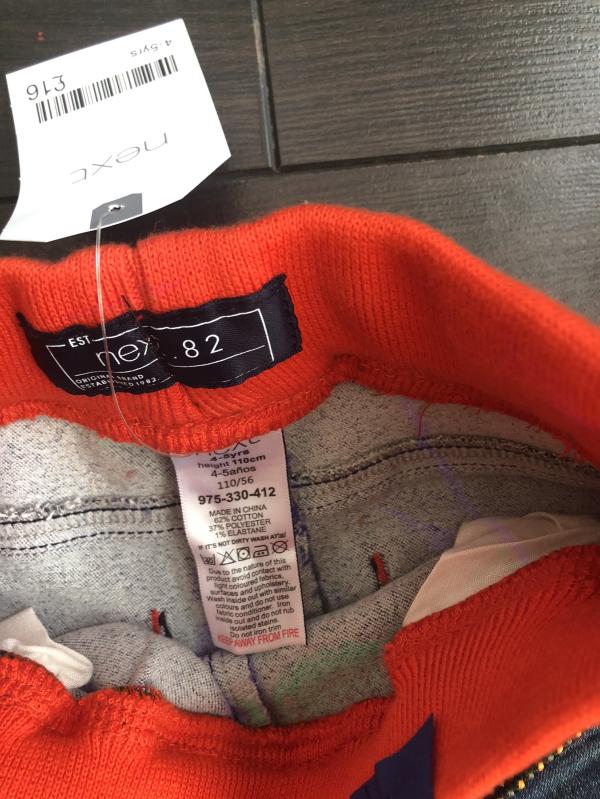 next
£16
4-5yrs
EST
nex .82
ORIGINAL BRAND
ESTABLISHED 1982.
next
4-5yrs
height 110cm
4-5años
110/56
975-330-412
MADE IN CHINA
62% COTTON
37% POLYESTER
1% ELASTANE
IF IT'S NOT DIRTY WASH AT
Due to the nature of this
product avoid contact with
light coloured fabrics,
surfaces and upholstery.
Wash inside out with similar
colours and do not use
fabric conditioner. Iron
inside out and do not rub
isolated stains.
Do not iron trim
KEEP AWAY FROM FIRE